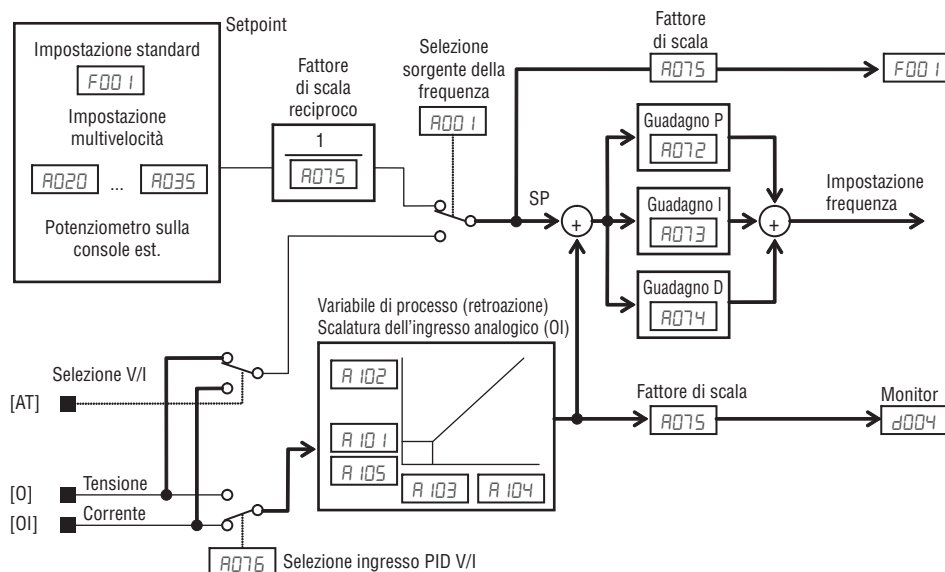 Setpoint
Impostazione standard
F001
Impostazione
multivelocità
A020 ... A035
Potenziometro sulla
console est.
Fattore
di scala
reciproco
1
A075
Selezione
sorgente della
frequenza
A001
SP
+
Fattore
di scala
A075
F001
Guadagno P
A072
Guadagno I
A073
Guadagno D
A074
+
Impostazione
frequenza
Variabile di processo (retroazione)
Scalatura dell'ingresso analogico (OI)
A102
A101
A105
A103 A104
Fattore di scala
A075
Monitor
d004
Selezione V/I
[AT]
[O] Tensione
[OI] Corrente
A076 Selezione ingresso PID V/I